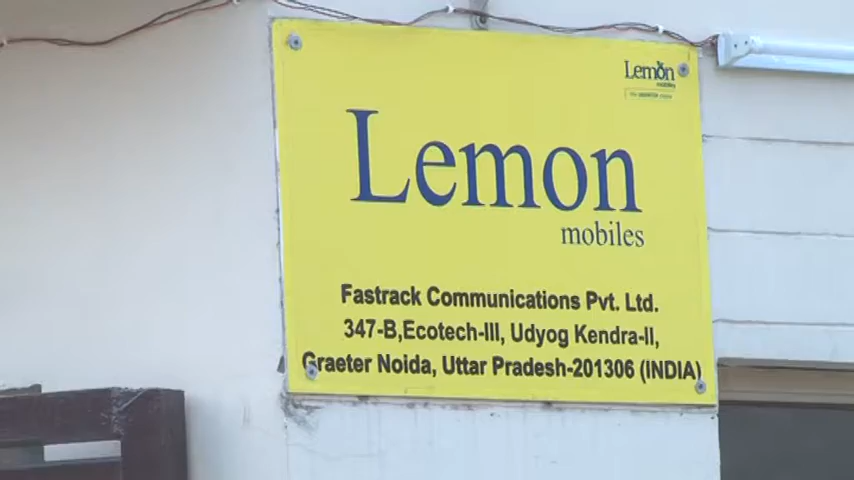 Lemon
mobiles
Lemon
mobiles
Fastrack Communications Pvt. Ltd.
347-B,Ecotech-III, Udyog Kendra-II,
Graeter Noida, Uttar Pradesh-201306 (INDIA)